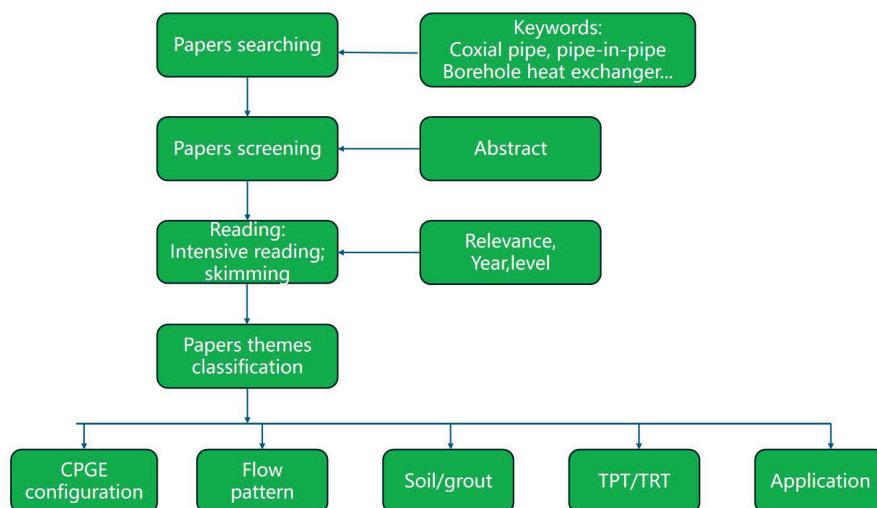 Papers searching
Keywords:
Coxial pipe, pipe-in-pipe
Borehole heat exchanger...
Papers screening
Abstract
Reading:
Intensive reading;
skimming
Relevance,
Year,level
Papers themes
classification
CPGE
configuration
Flow
pattern
Soil/grout
TPT/TRT
Application